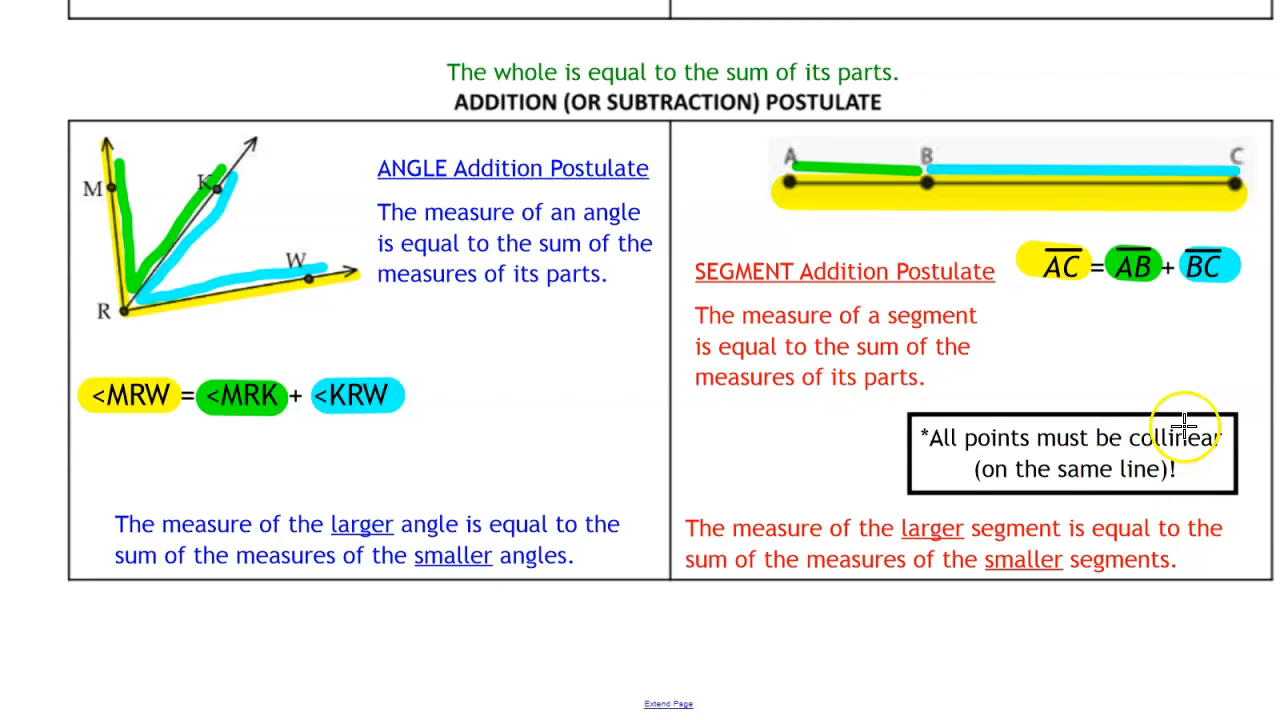 The whole is equal to the sum of its parts.
ADDITION (OR SUBTRACTION) POSTULATE
M
K
W
R
ANGLE Addition Postulate
The measure of an angle
is equal to the sum of the
measures of its parts.
<MRW = <MRK + <KRW
The measure of the larger angle is equal to the
sum of the measures of the smaller angles.
A B C
AC = AB + BC
SEGMENT Addition Postulate
The measure of a segment
is equal to the sum of the
measures of its parts.
*All points must be collinear
(on the same line)!
The measure of the larger segment is equal to the
sum of the measures of the smaller segments.
Extend Page